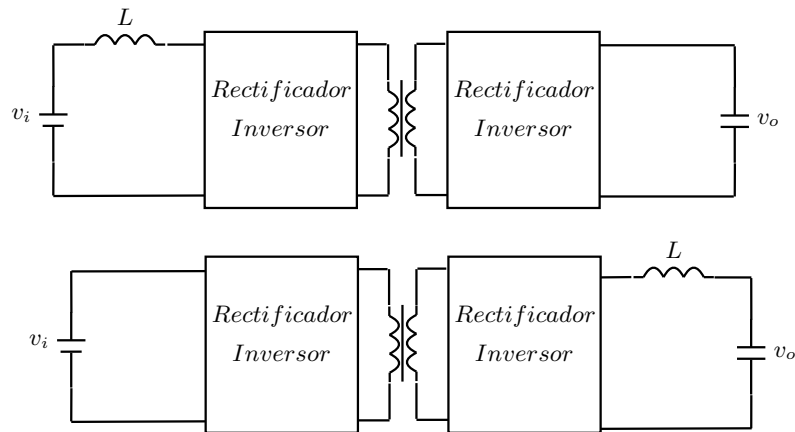 L
v_i
Rectificador
Inversor
Rectificador
Inversor
v_o
L
v_i
Rectificador
Inversor
Rectificador
Inversor
v_o